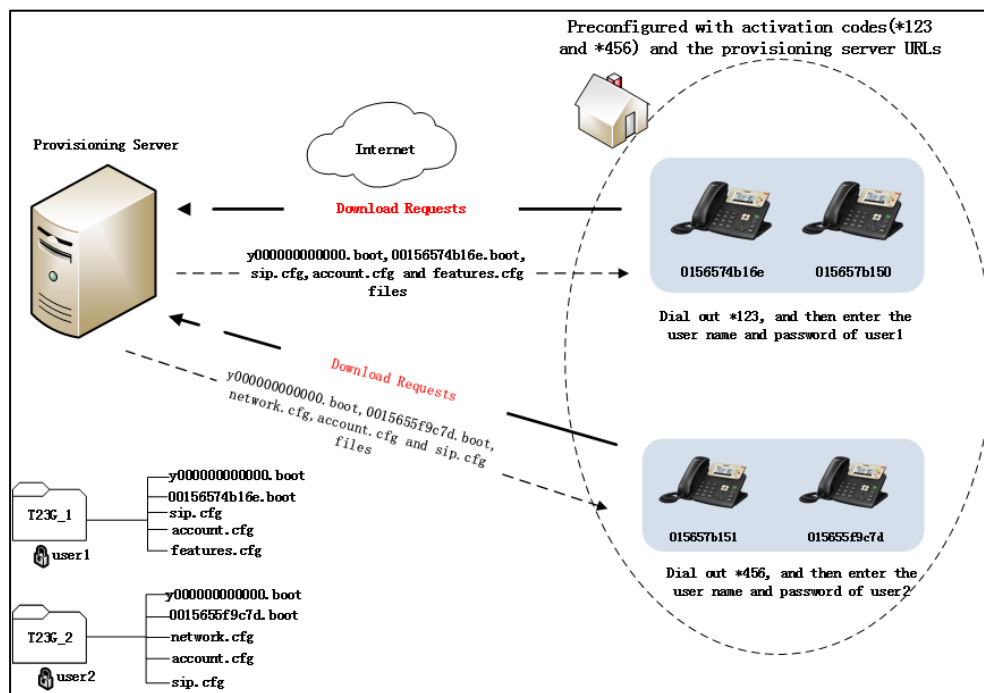 Preconfigured with activation codes(*123
and *456) and the provisioning server URLs
Provisioning Server
Internet
Download Requests
y000000000000.boot,00156574b16e.boot,
sip.cfg,account.cfg and features.cfg
files
0015657 4b16e
015657b150
Dial out *123, and then enter the
user name and password of user1
Download Requests
y000000000000.boot,0015655f9c7d.boot,
network.cfg,account.cfg and sip.cfg
files
015657b151
015655f9c7d
Dial out *456, and then enter the
user name and password of user2
T23G_1
user1
y000000000000.boot
00156574b16e.boot
sip.cfg
account.cfg
features.cfg
T23G_2
user2
y000000000000.boot
0015655f9c7d.boot
network.cfg
account.cfg
sip.cfg